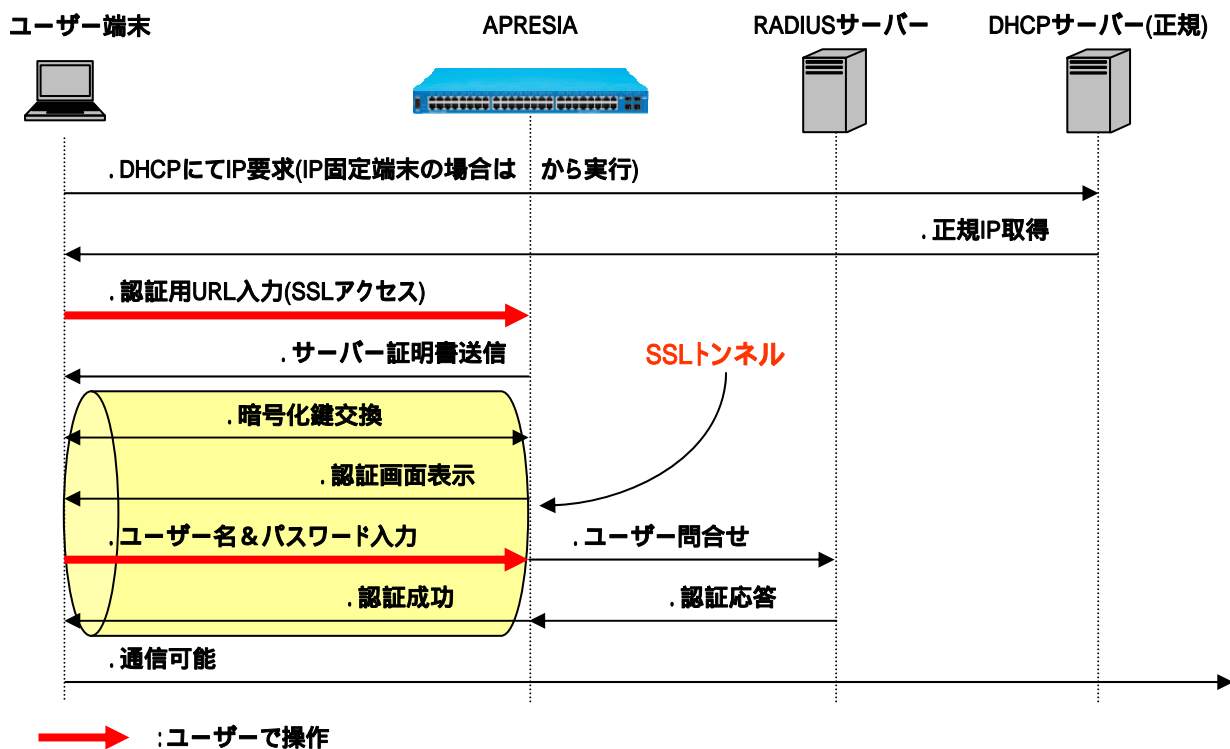 ユーザー端末
APRESIA
RADIUSサーバー
DHCPサーバー(正規)
. DHCPにてIP要求(IP固定端末の場合は から実行)
. 正規IP取得
. 認証用URL入力(SSLアクセス)
. サーバー証明書送信
SSLトンネル
. 暗号化鍵交換
. 認証画面表示
. ユーザー名＆パスワード入力
. ユーザー問合せ
. 認証成功
. 認証応答
. 通信可能
: ユーザーで操作